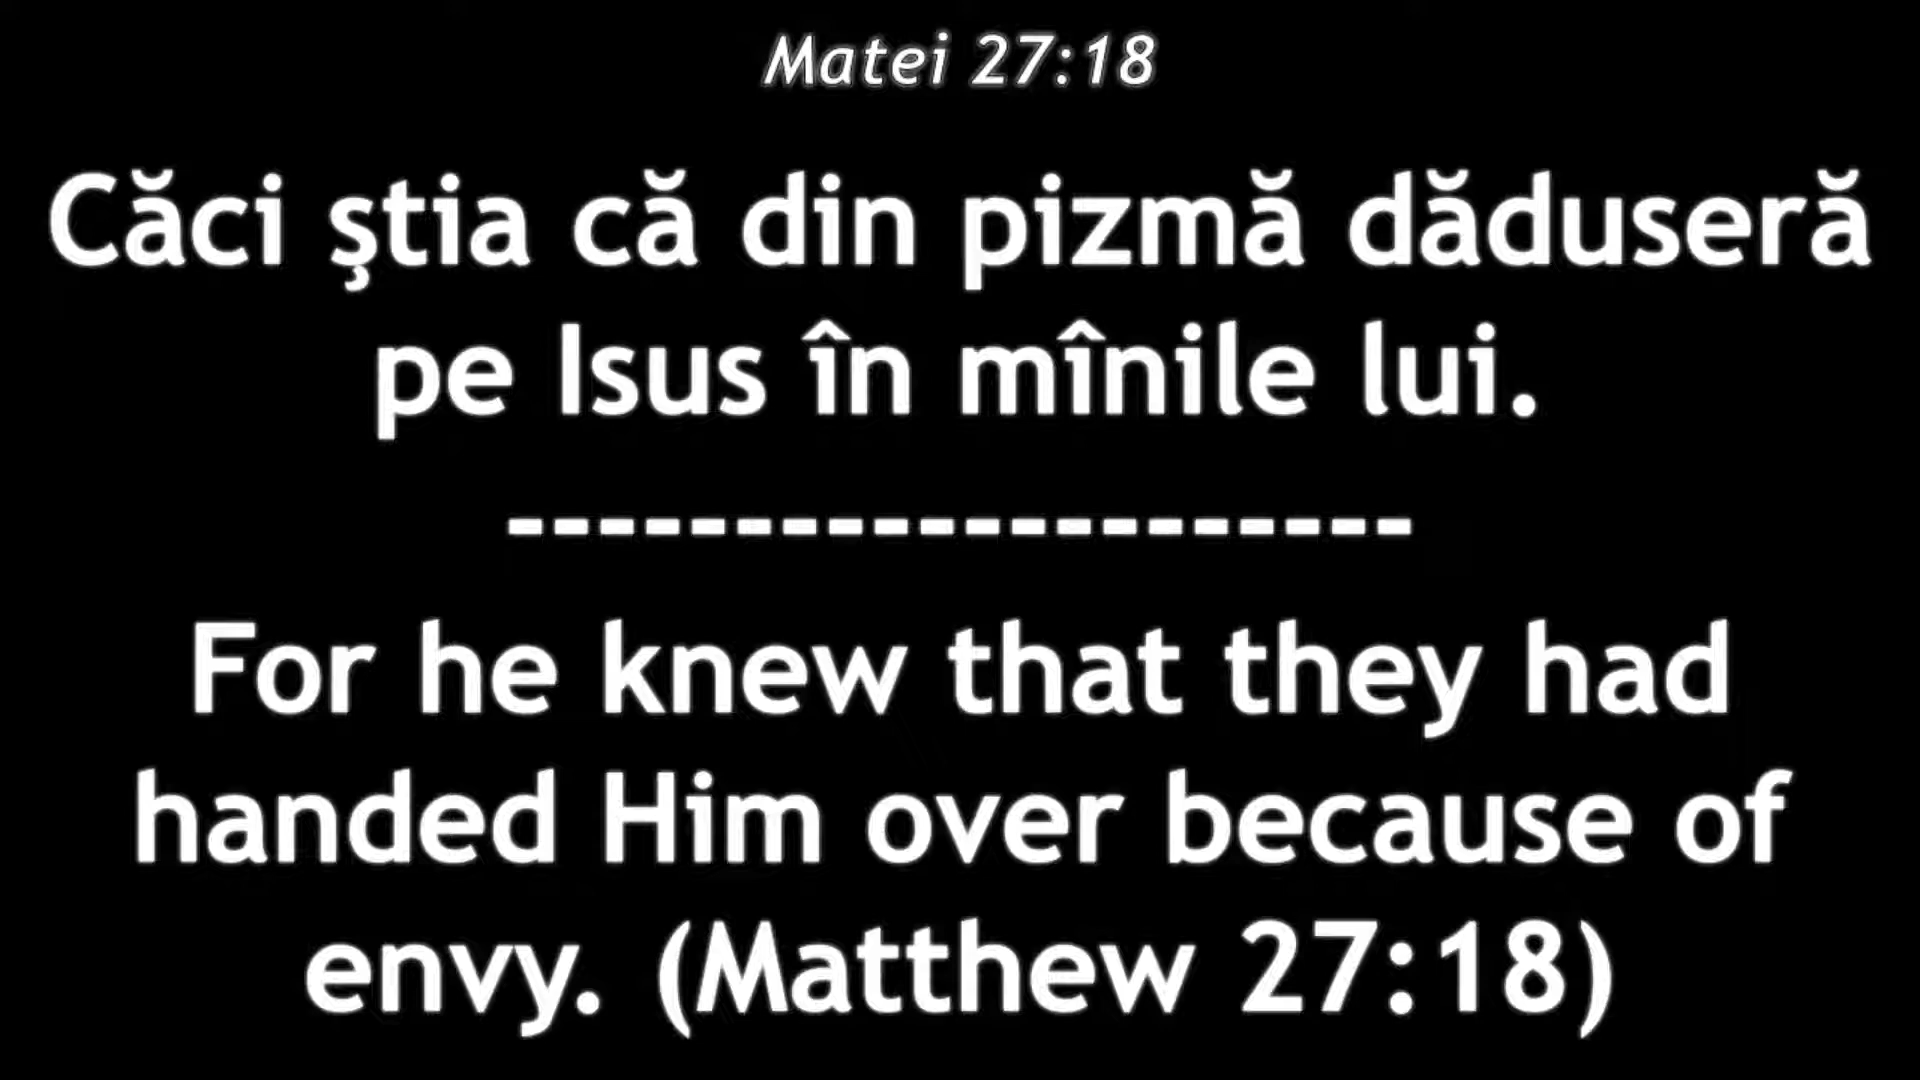 Matei 27:18
Căci ştia că din pizmă dăduseră
pe Isus în mînile lui.
--------------------
For he knew that they had
handed Him over because of
envy. (Matthew 27:18)